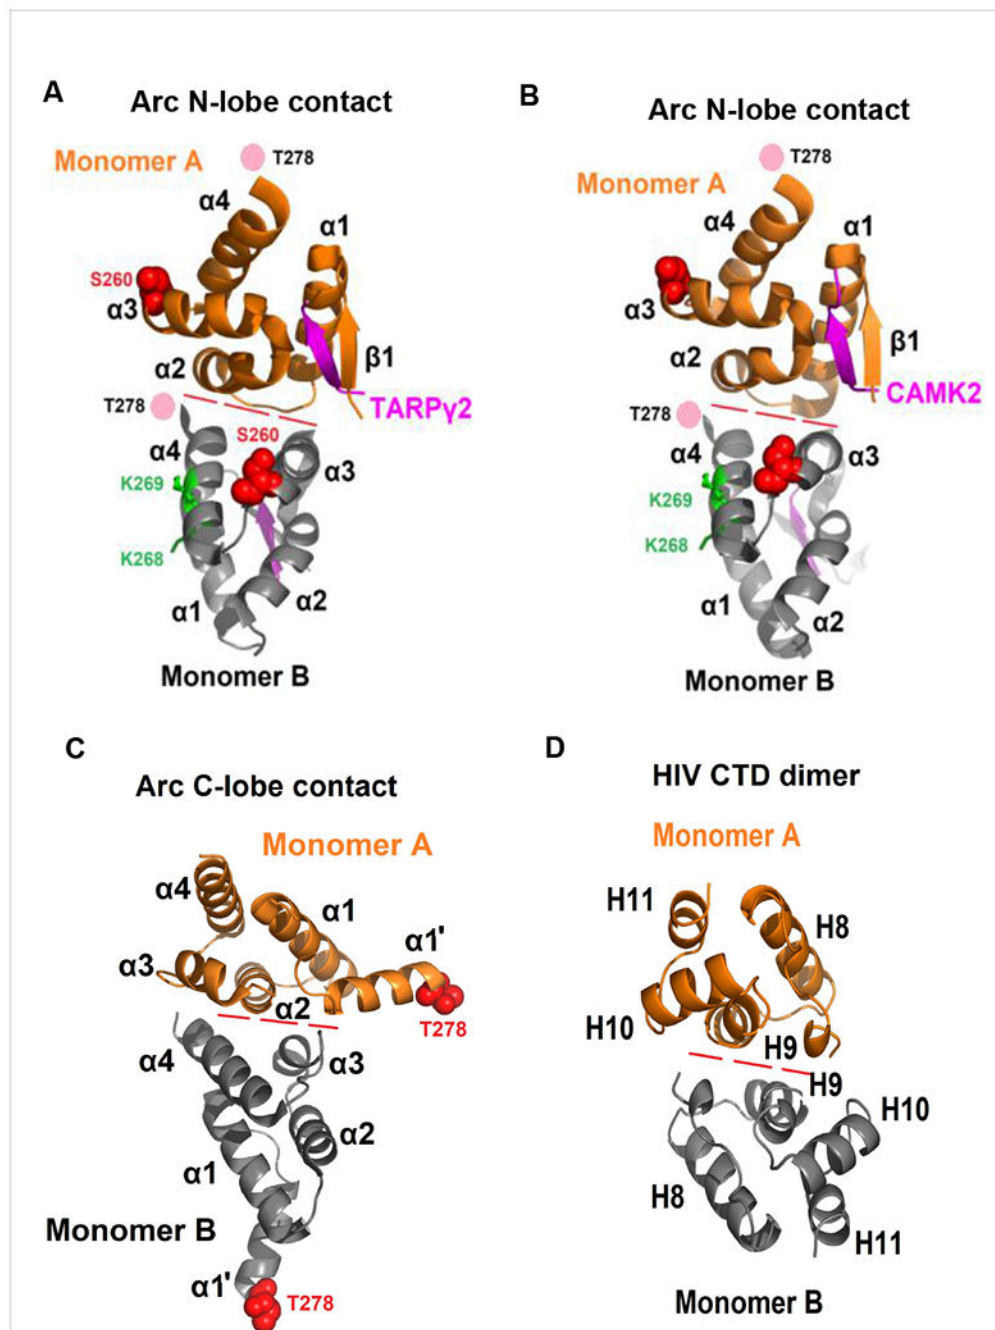 A
Arc N-lobe contact
Monomer A
T278
α4
α1
S260
α3
α2
β1
T278
TARPγ2
S260
α4
α3
K269
K268
α1
α2
Monomer B
B
Arc N-lobe contact
T278
Monomer A
α4
α1
α3
α2
β1
T278
CAMK2
α4
α3
K269
K268
α1
α2
Monomer B
C
Arc C-lobe contact
Monomer A
α4
α1
α1'
α3
α2
T278
α4
α3
α2
α1
Monomer B
α1'
T278
D
HIV CTD dimer
Monomer A
H11
H8
H10
H9
H9
H10
H8
H11
Monomer B